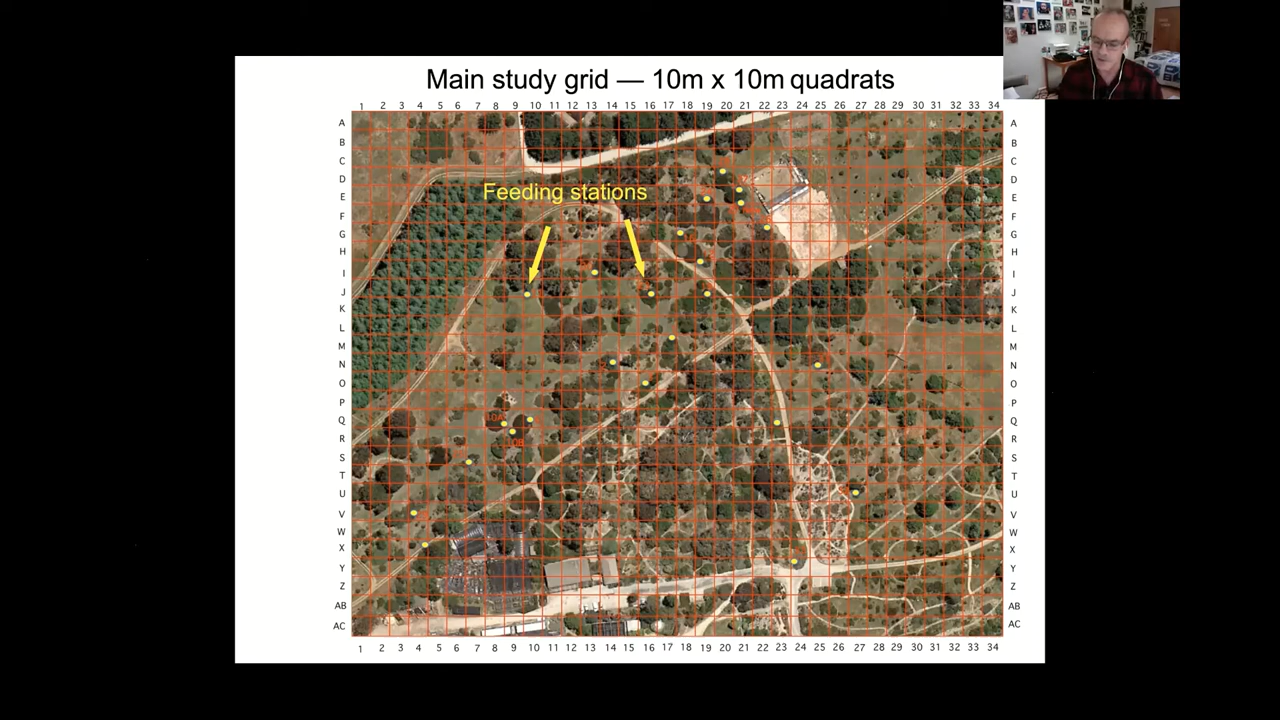 Main study grid — 10m x 10m quadrats
1 2 3 4 5 6 7 8 9 10 11 12 13 14 15 16 17 18 19 20 21 22 23 24 25 26 27 28 29 30 31 32 33 34
A A
B B
C C
D D
Feeding stations
E E
F F
G G
H H
I I
J J
K K
L L
M M
N N
O O
P P
Q 10A Q
R 10B R
S S
T T
U U
V V
W W
X X
Y Y
Z Z
AB AB
AC AC
1 2 3 4 5 6 7 8 9 10 11 12 13 14 15 16 17 18 19 20 21 22 23 24 25 26 27 28 29 30 31 32 33 34